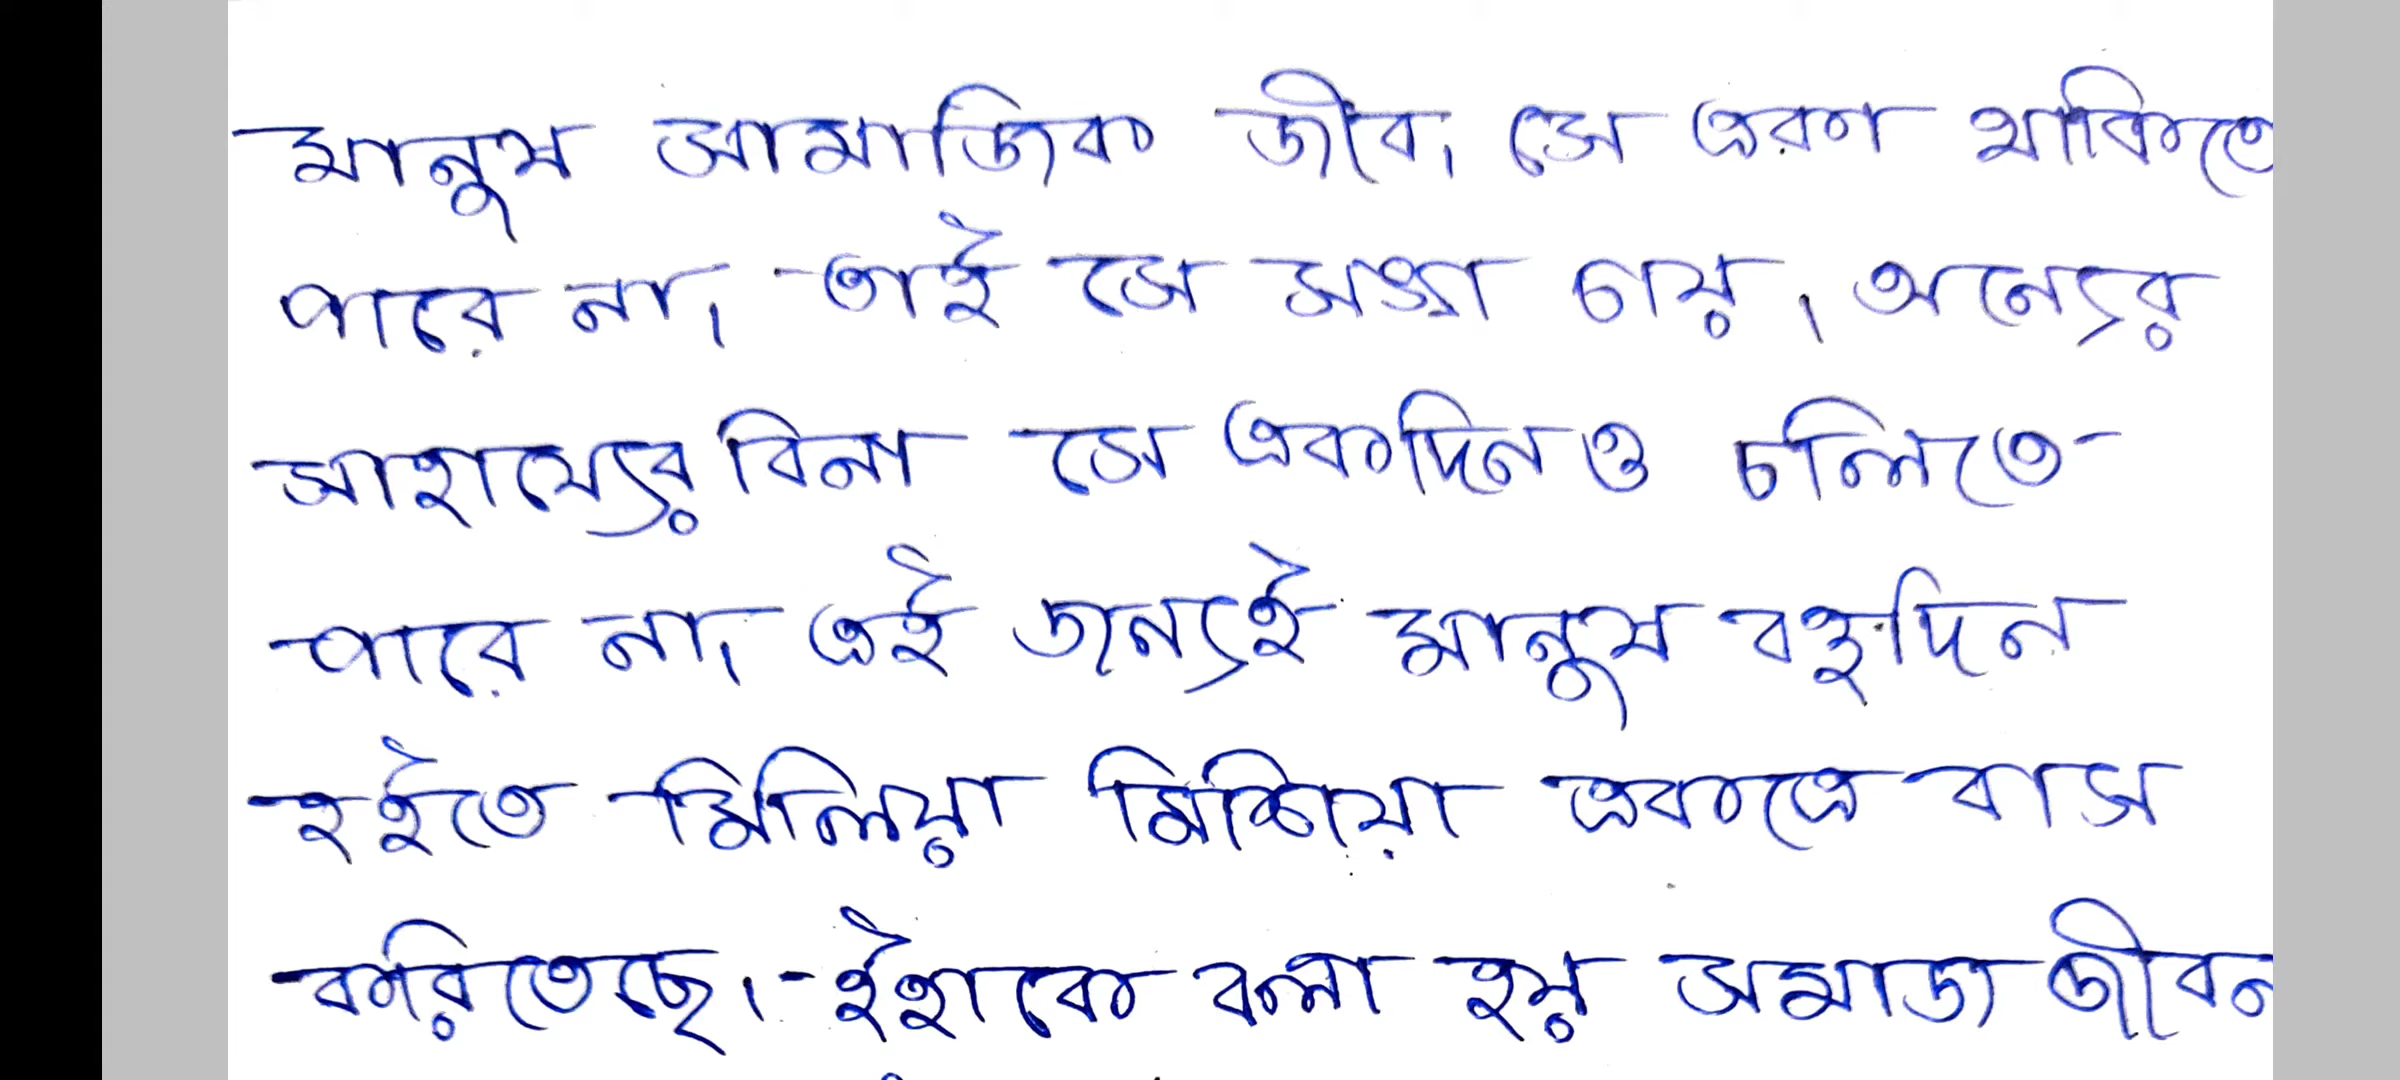 মানুষ সামাজিক জীব। সে একা থাকিতে
পারে না। তাই সে সঙ্গ চায়। অন্যের
সাহায্যের বিনা সে একদিনও চলিতে
পারে না। এই জন্যই মানুষ বহুদিন
হইতে মিলিয়া মিশিয়া একত্রে বাস
করিতেছে। ইহাকে বলা হয় সমাজ জীবন